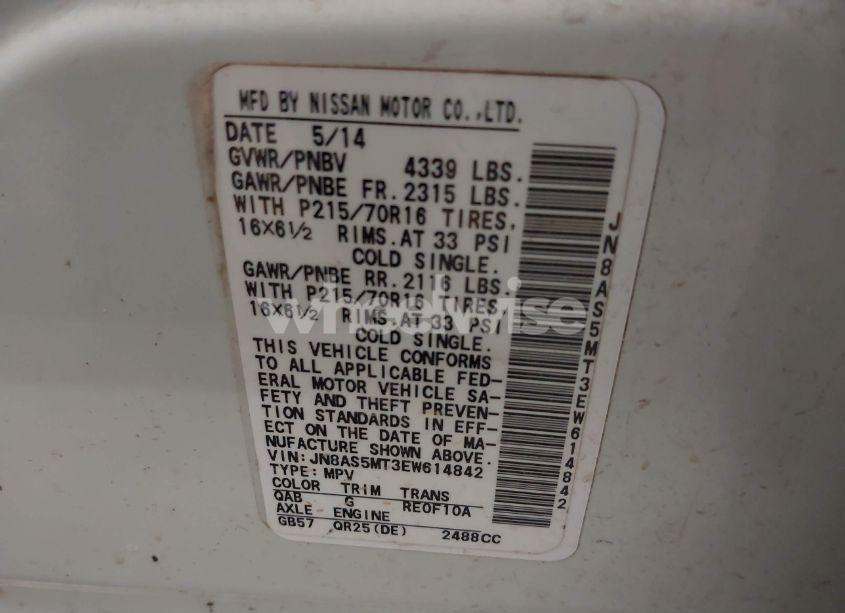 MFD BY NISSAN MOTOR CO.,LTD.
DATE 5/14
GVWR/PNBV 4339 LBS.
GAWR/PNBE FR. 2315 LBS.
WITH P215/70R16 TIRES,
16X6½ RIMS.AT 33 PSI
COLD SINGLE.
GAWR/PNBE RR. 2116 LBS.
WITH P215/70R16 TIRES,
16X6½ RIMS.AT 33 PSI
COLD SINGLE.
THIS VEHICLE CONFORMS
TO ALL APPLICABLE FED-
ERAL MOTOR VEHICLE SA-
FETY AND THEFT PREVEN-
TION STANDARDS IN EFF-
ECT ON THE DATE OF MA-
NUFACTURE SHOWN ABOVE.
VIN:JN8AS5MT3EW614842
TYPE:MPV
COLOR TRIM TRANS
QAB G RE0F10A
AXLE ENGINE
GB57 QR25(DE) 2488CC
JN8AS5MT3EW614842
wheelwise